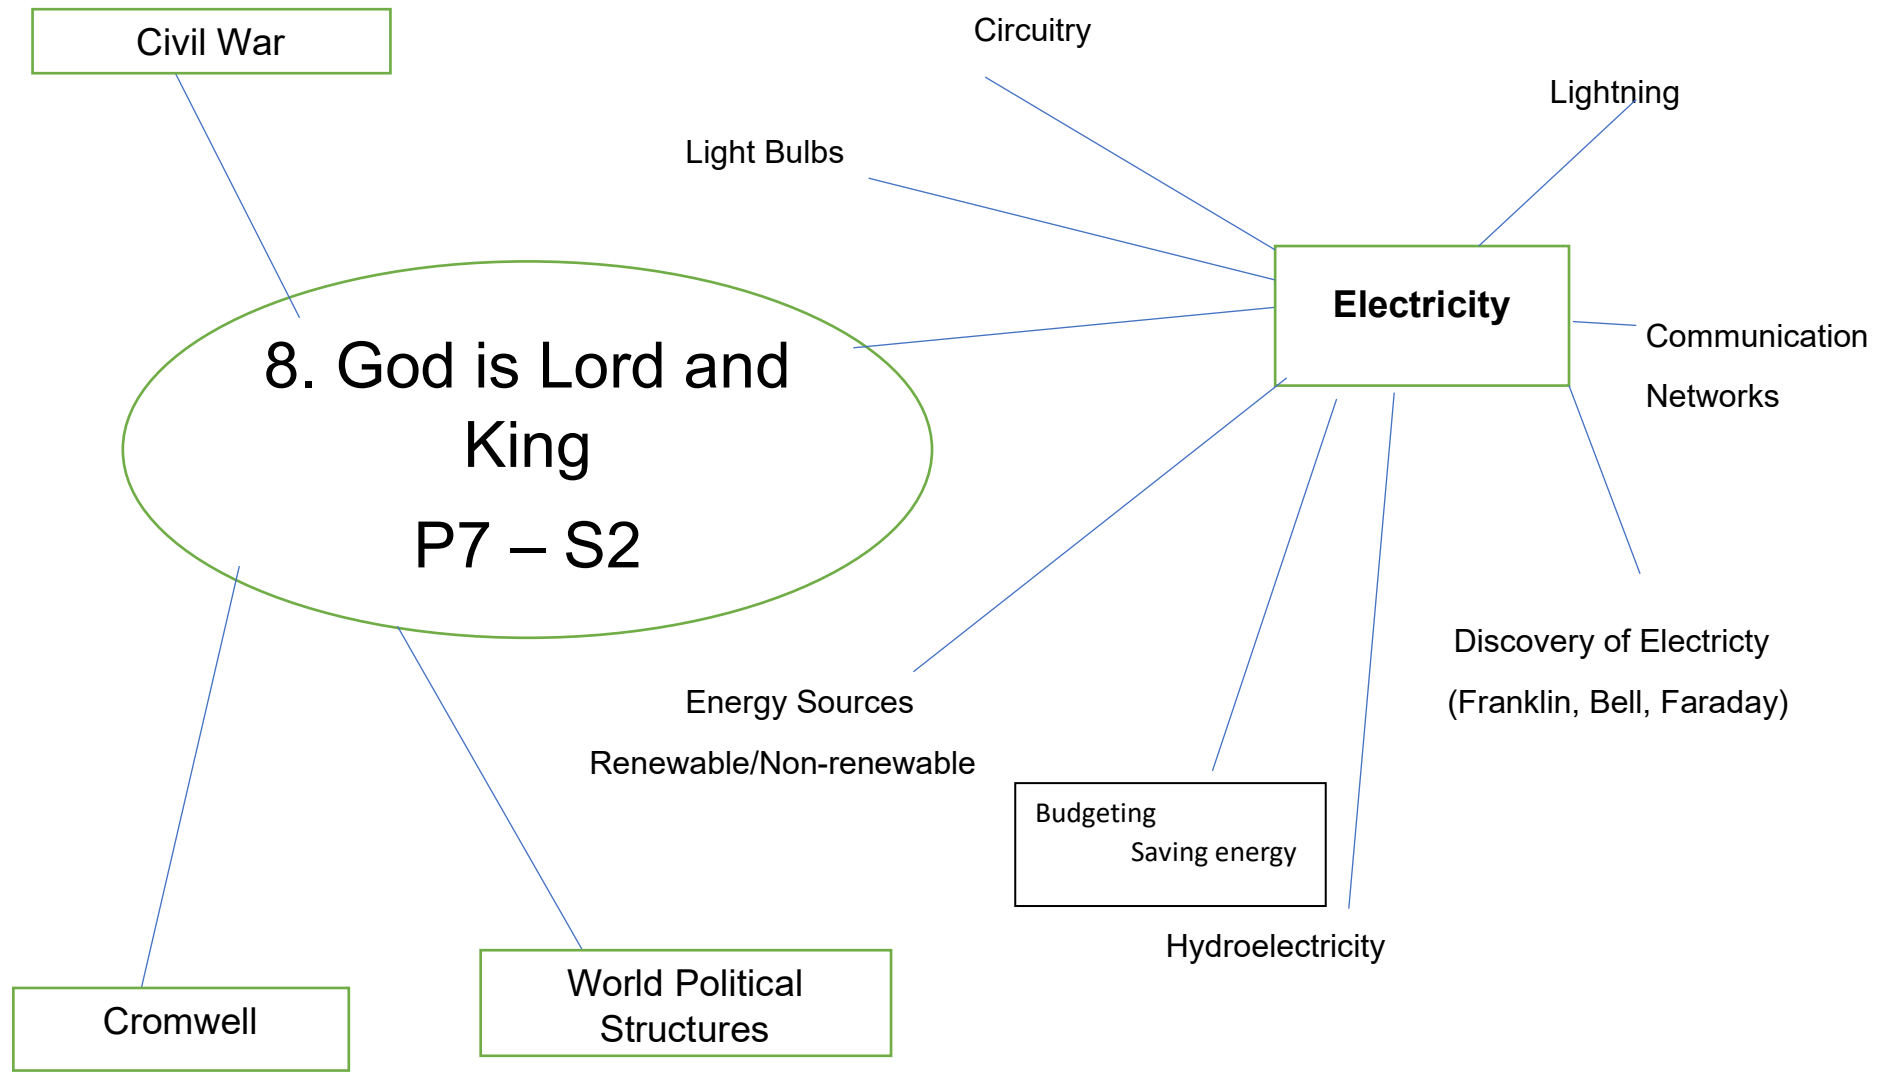 Civil War
Circuitry
Lightning
Light Bulbs
Electricity
Communication
Networks
8. God is Lord and
King
P7 – S2
Discovery of Electricty
(Franklin, Bell, Faraday)
Energy Sources
Renewable/Non-renewable
Budgeting
Saving energy
Hydroelectricity
World Political
Structures
Cromwell